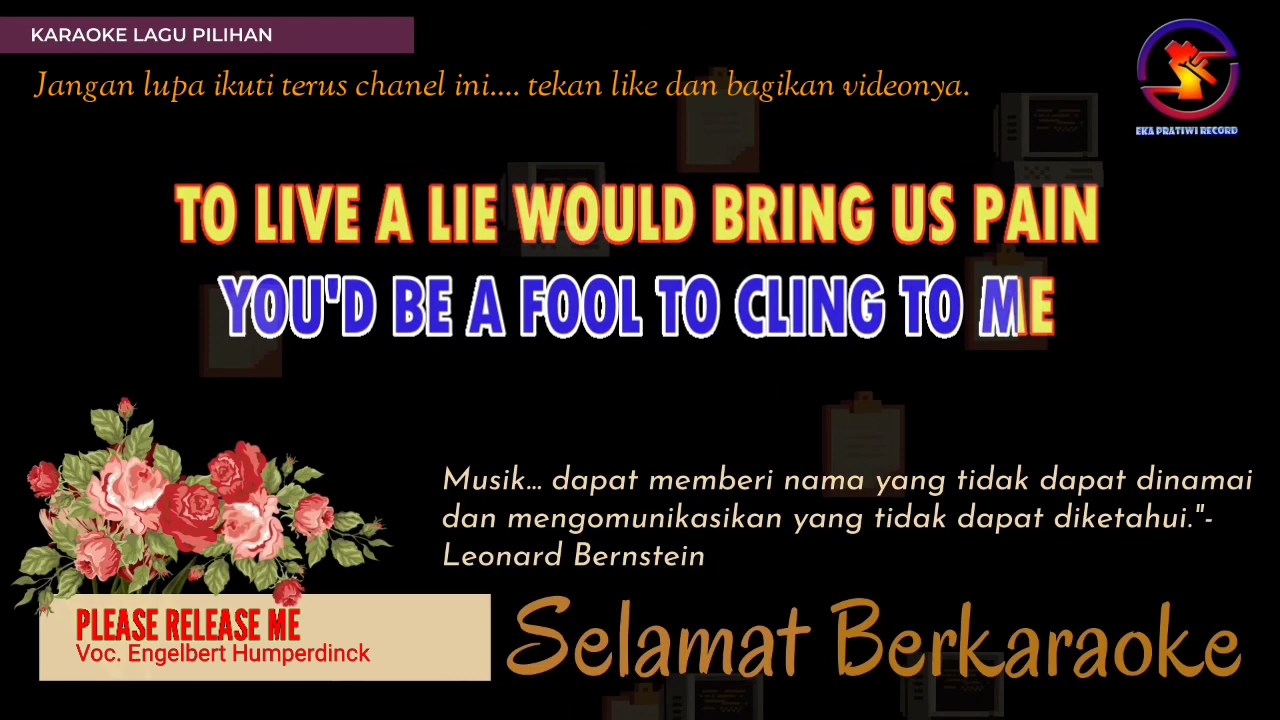 KARAOKE LAGU PILIHAN
Jangan lupa ikuti terus chanel ini.... tekan like dan bagikan videonya.
EKA PRATIWI RECORD
TO LIVE A LIE WOULD BRING US PAIN
YOU'D BE A FOOL TO CLING TO ME
Musik... dapat memberi nama yang tidak dapat dinamai
dan mengomunikasikan yang tidak dapat diketahui."-
Leonard Bernstein
PLEASE RELEASE ME
Voc. Engelbert Humperdinck
Selamat Berkaraoke